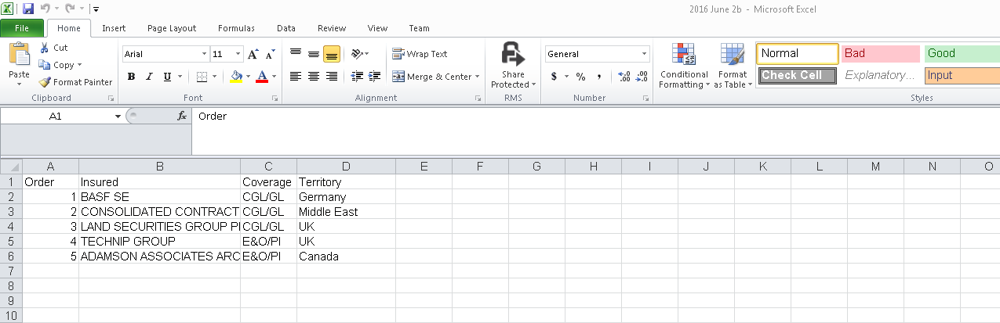 2016 June 2b - Microsoft Excel
File Home Insert Page Layout Formulas Data Review View Team
Paste
Cut
Copy
Format Painter
Clipboard
Arial 11 A A
B I U A
Font
Wrap Text
Merge & Center
Alignment
Share
Protected
RMS
General
$ % , .00 .00
Number
Conditional
Formatting
Format
as Table
Normal Bad Good
Check Cell Explanatory... Input
Styles
A1 fx Order
A B C D E F G H I J K L M N O
1 Order Insured Coverage Territory
2 1 BASF SE CGL/GL Germany
3 2 CONSOLIDATED CONTRACT CGL/GL Middle East
4 3 LAND SECURITIES GROUP PI CGL/GL UK
5 4 TECHNIP GROUP E&O/PI UK
6 5 ADAMSON ASSOCIATES ARC E&O/PI Canada
7
8
9
10